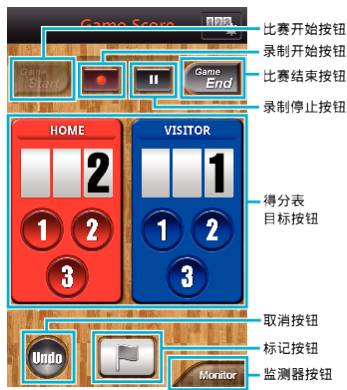 Game Score
123
比赛开始按钮
录制开始按钮
Game Start
Game End
比赛结束按钮
录制停止按钮
HOME
VISITOR
2
1
得分表
目标按钮
1
2
1
2
3
3
取消按钮
Undo
标记按钮
Monitor
监测器按钮